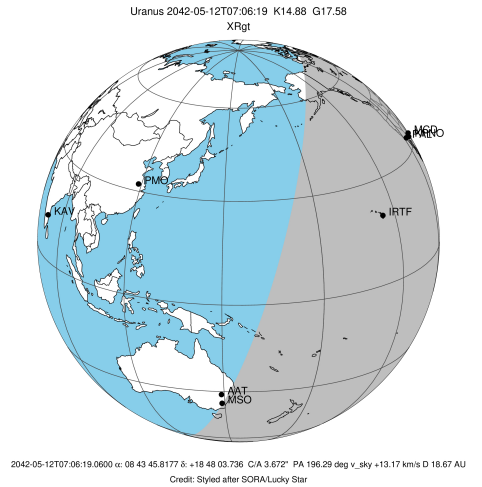 Uranus 2042-05-12T07:06:19 K14.88 G17.58
XRgt
MGD
PMO
KAV
IRTF
AAT
MSO
2042-05-12T07:06:19.0600 α: 08 43 45.8177 δ: +18 48 03.736 C/A 3.672" PA 196.29 deg v_sky +13.17 km/s D 18.67 AU
Credit: Styled after SORA/Lucky Star